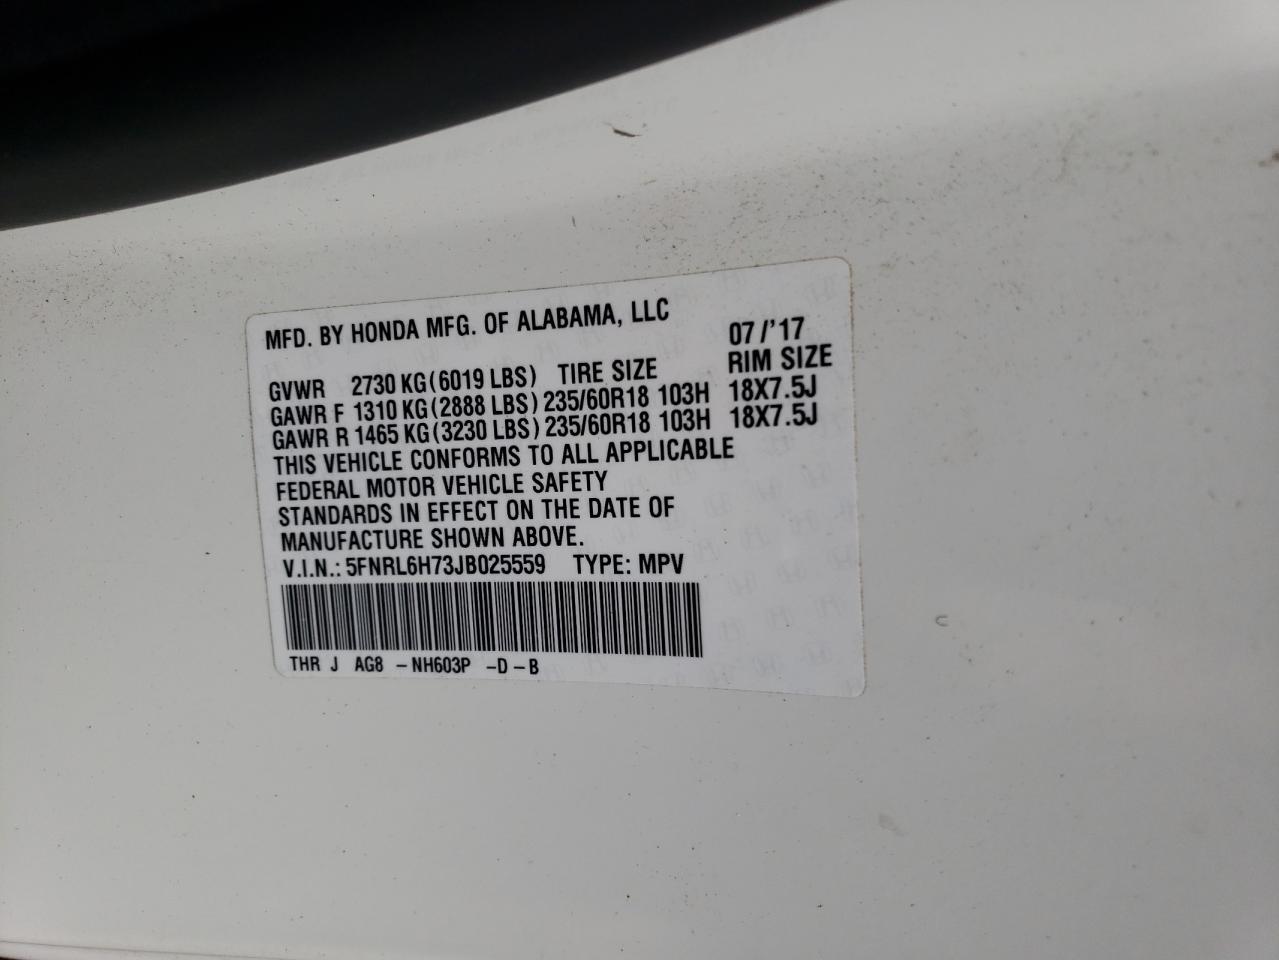 MFD. BY HONDA MFG. OF ALABAMA, LLC 07/'17
GVWR 2730 KG(6019 LBS) TIRE SIZE RIM SIZE
GAWR F 1310 KG(2888 LBS) 235/60R18 103H 18X7.5J
GAWR R 1465 KG(3230 LBS) 235/60R18 103H 18X7.5J
THIS VEHICLE CONFORMS TO ALL APPLICABLE
FEDERAL MOTOR VEHICLE SAFETY
STANDARDS IN EFFECT ON THE DATE OF
MANUFACTURE SHOWN ABOVE.
V.I.N.: 5FNRL6H73JB025559 TYPE: MPV
THR J AG8 -NH603P -D-B